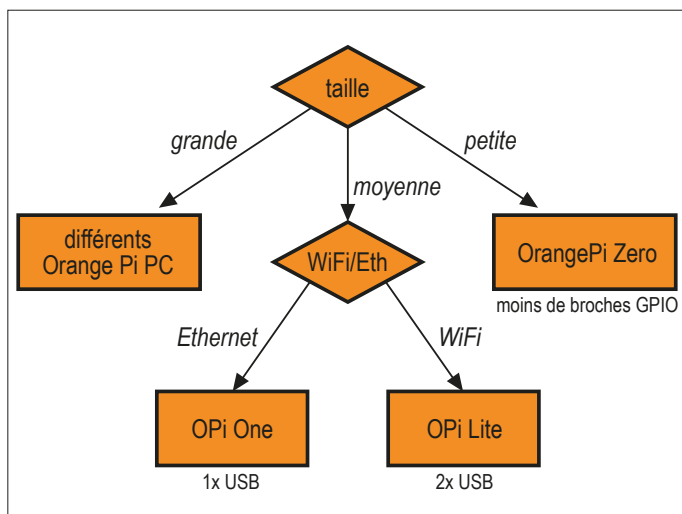 taille
grande
petite
moyenne
différents
Orange Pi PC
WiFi/Eth
OrangePi Zero
moins de broches GPIO
Ethernet
WiFi
OPi One
OPi Lite
1x USB
2x USB